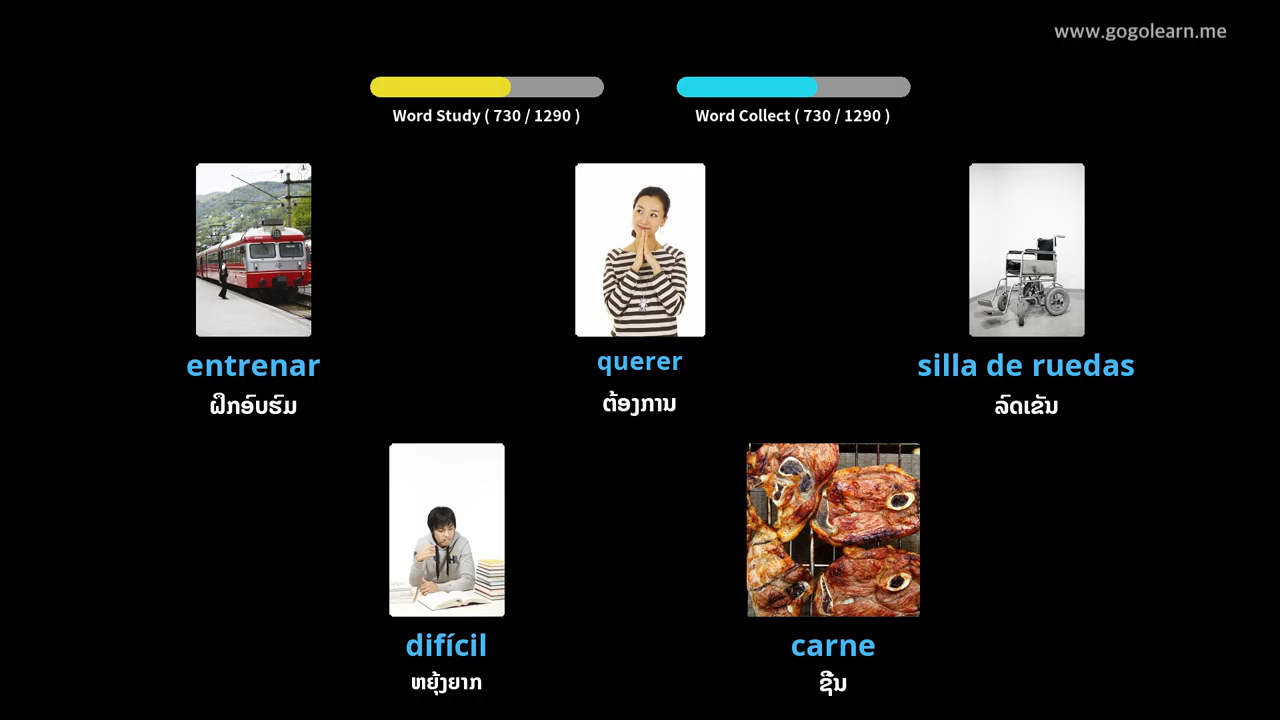 www.gogolearn.me
Word Study ( 730 / 1290 )
Word Collect ( 730 / 1290 )
entrenar
ຝຶກອົບຮົມ
querer
ຕ້ອງການ
silla de ruedas
ລົດເຂັນ
difícil
ຫຍຸ້ງຍາກ
carne
ຊີ້ນ